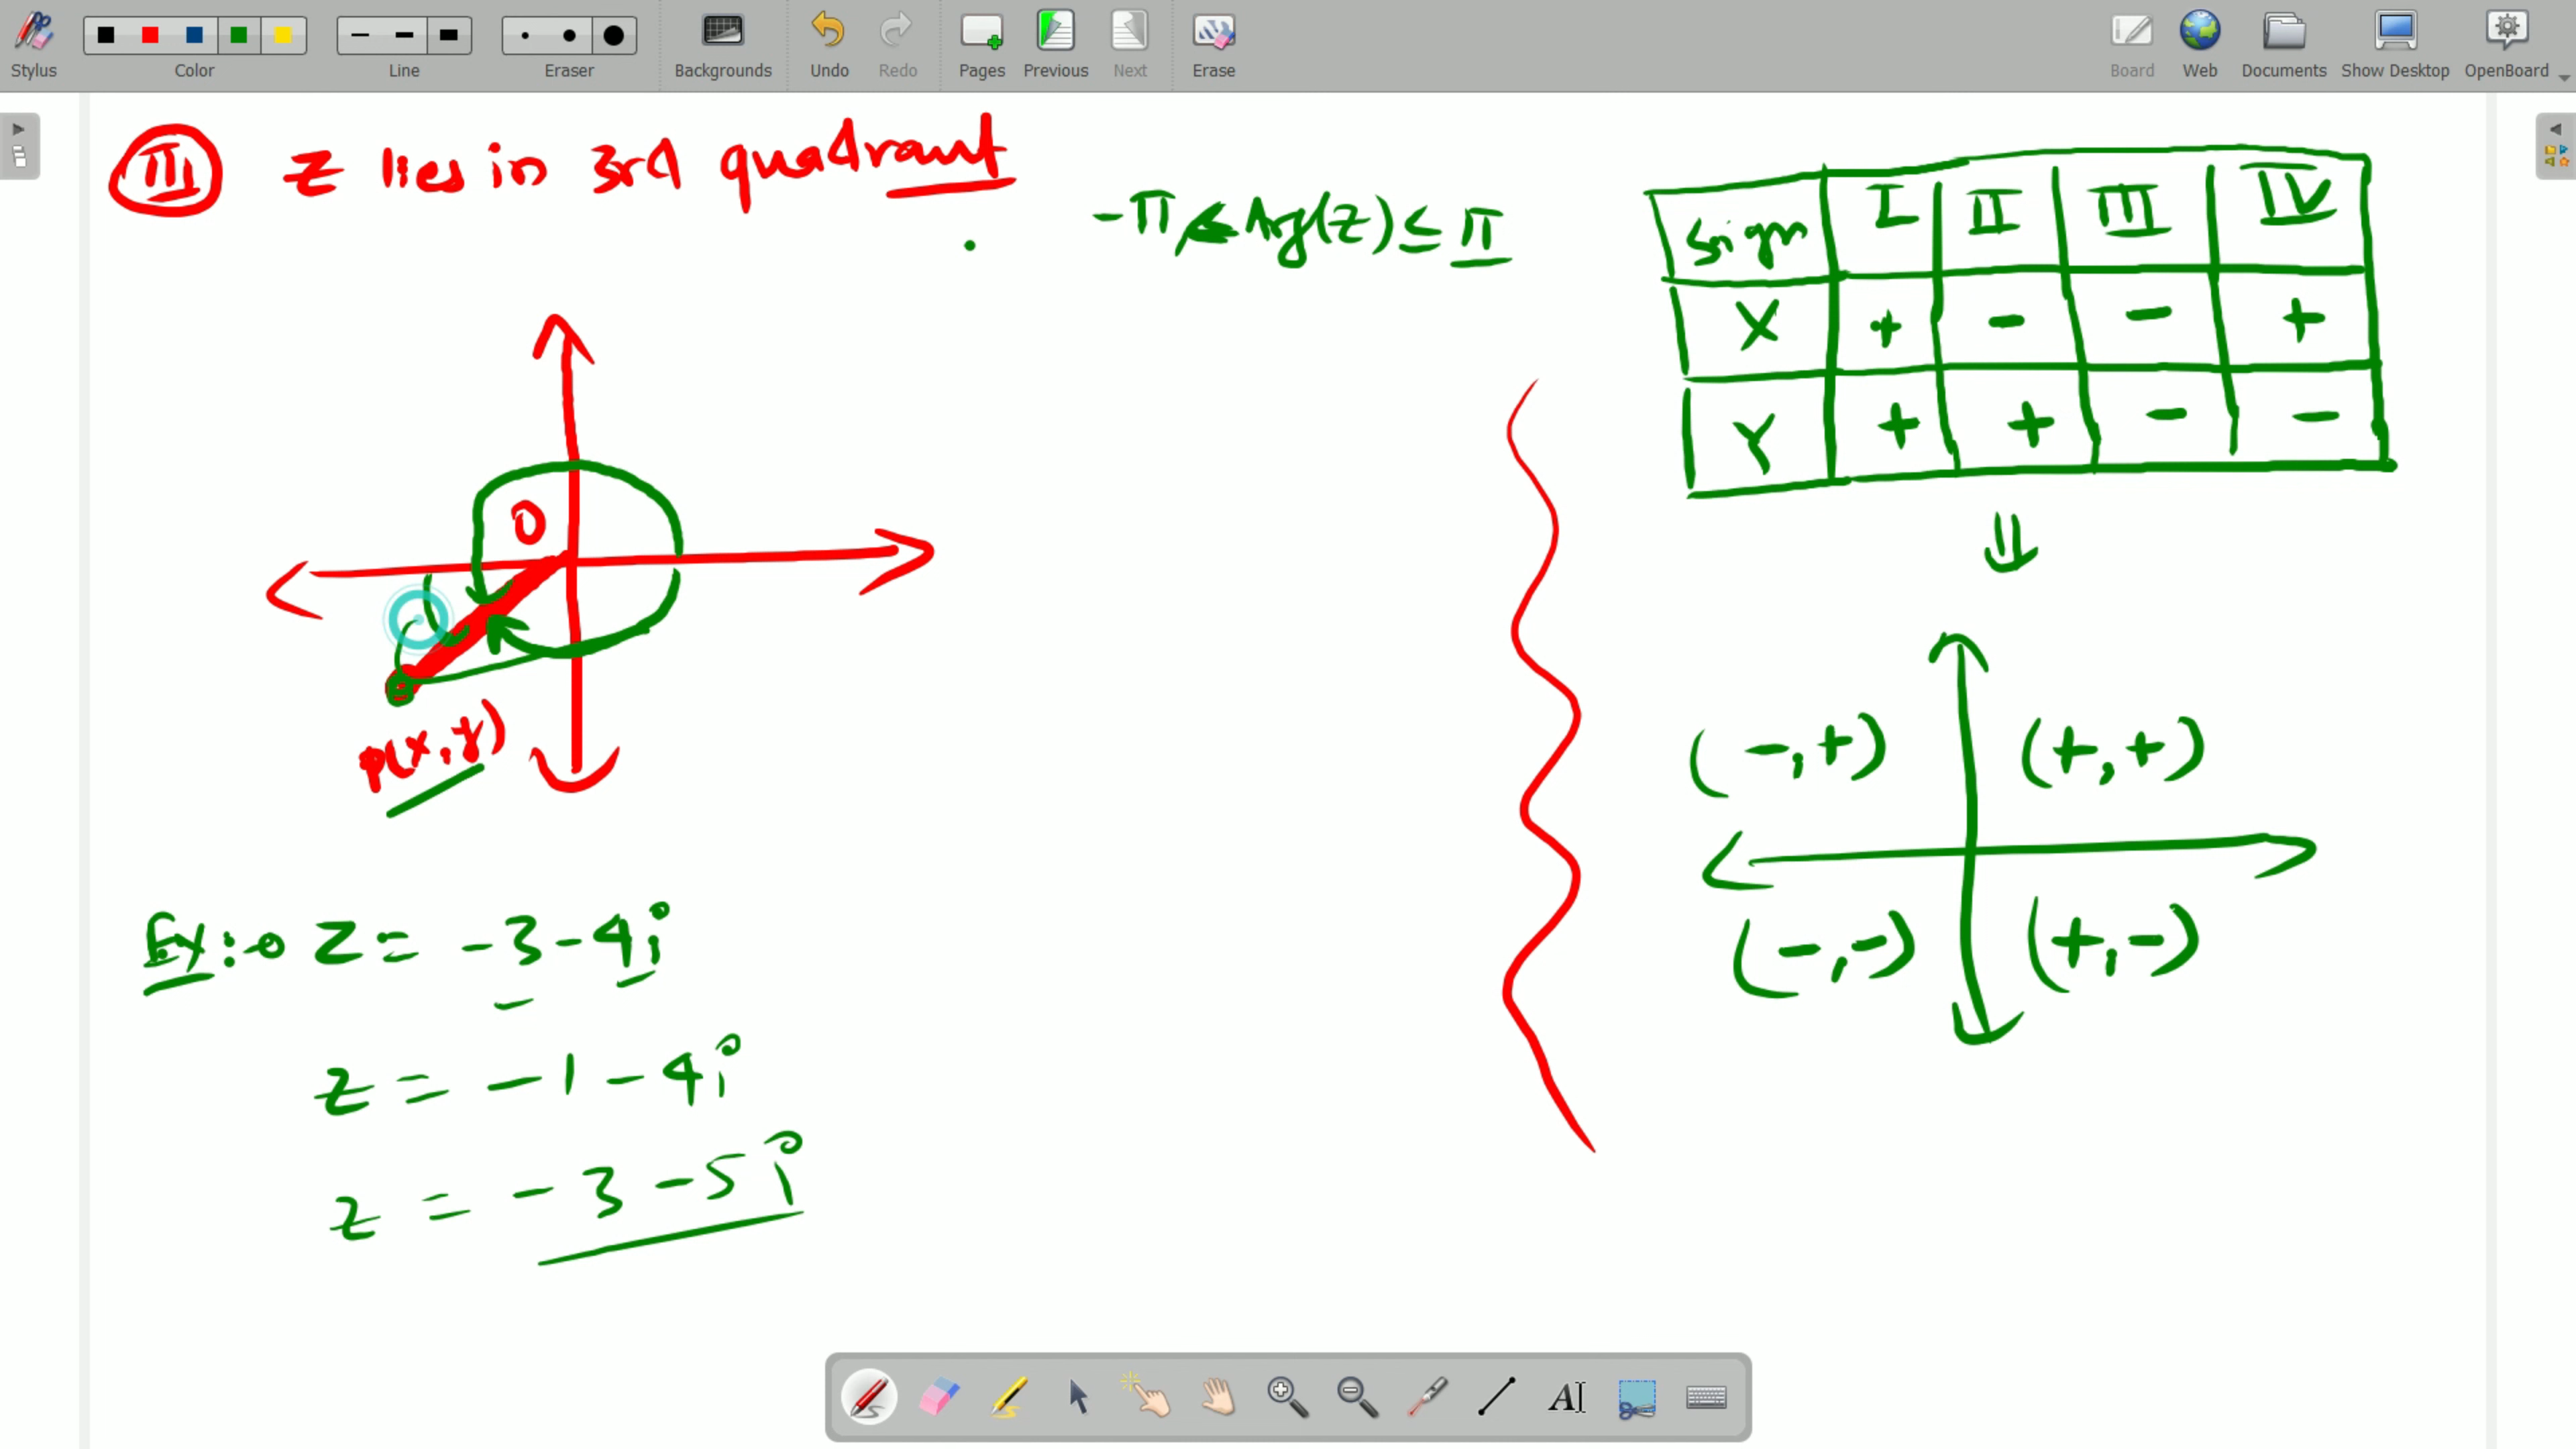 Stylus Color Line Eraser Backgrounds Undo Redo Pages Previous Next Erase Board Web Documents Show Desktop OpenBoard
III z lies in 3rd quadrant
-π < Arg(z) ≤ π
Sign I II III IV
X + - - +
Y + + - -
⇓
O
P(x,y)
(-,+) (+,+)
(-,-) (+,-)
Ex:→ z = -3-4i
z = -1-4i
z = -3-5i